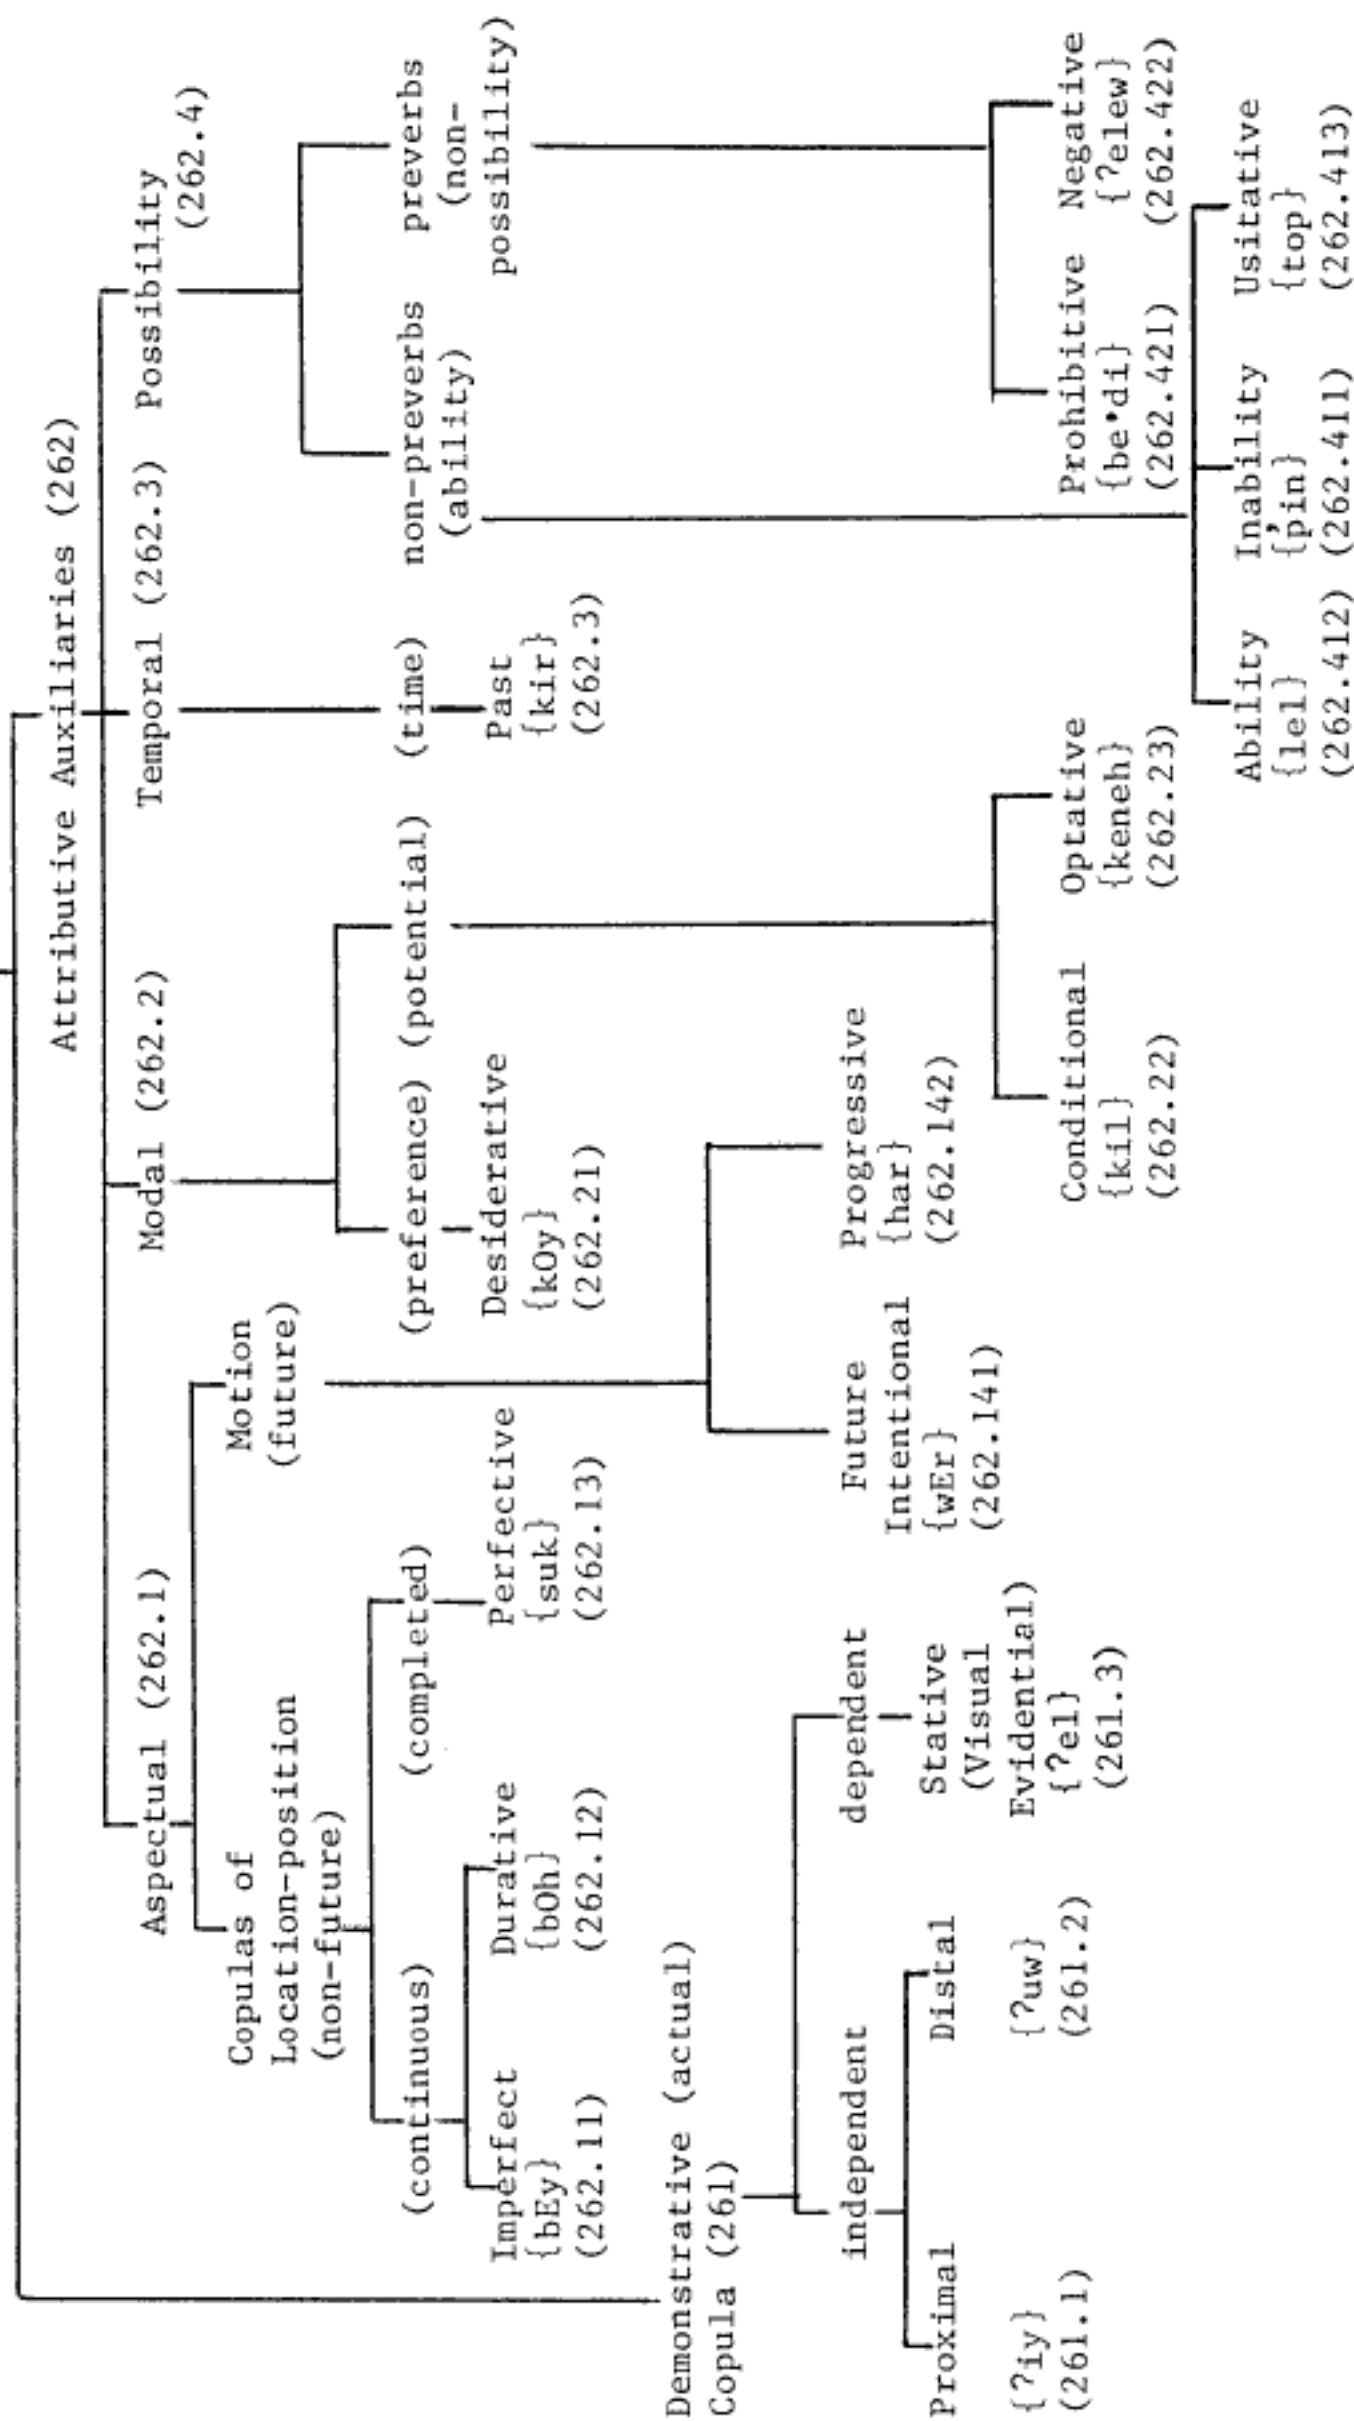 Attributive Auxiliaries (262)
Aspectual (262.1)
Modal (262.2)
Temporal (262.3)
Possibility
(262.4)
Copulas of
Location-position
(non-future)
Motion
(future)
(continuous)
(completed)
(preference)
(potential)
(time)
non-preverbs
(ability)
preverbs
(non-
possibility)
Imperfect
{bEy}
(262.11)
Durative
{bOh}
(262.12)
Perfective
{suk}
(262.13)
Desiderative
{kOy}
(262.21)
Past
{kir}
(262.3)
Demonstrative (actual)
Copula (261)
independent
dependent
Future
Intentional
{wEr}
(262.141)
Progressive
{har}
(262.142)
Proximal
{ʔiy}
(261.1)
Distal
{ʔuw}
(261.2)
Stative
(Visual
Evidential)
{ʔel}
(261.3)
Conditional
{kil}
(262.22)
Optative
{keneh}
(262.23)
Prohibitive
{be•di}
(262.421)
Negative
{ʔelew}
(262.422)
Ability
{lel}
(262.412)
Inability
{p̓in}
(262.411)
Usitative
{top}
(262.413)